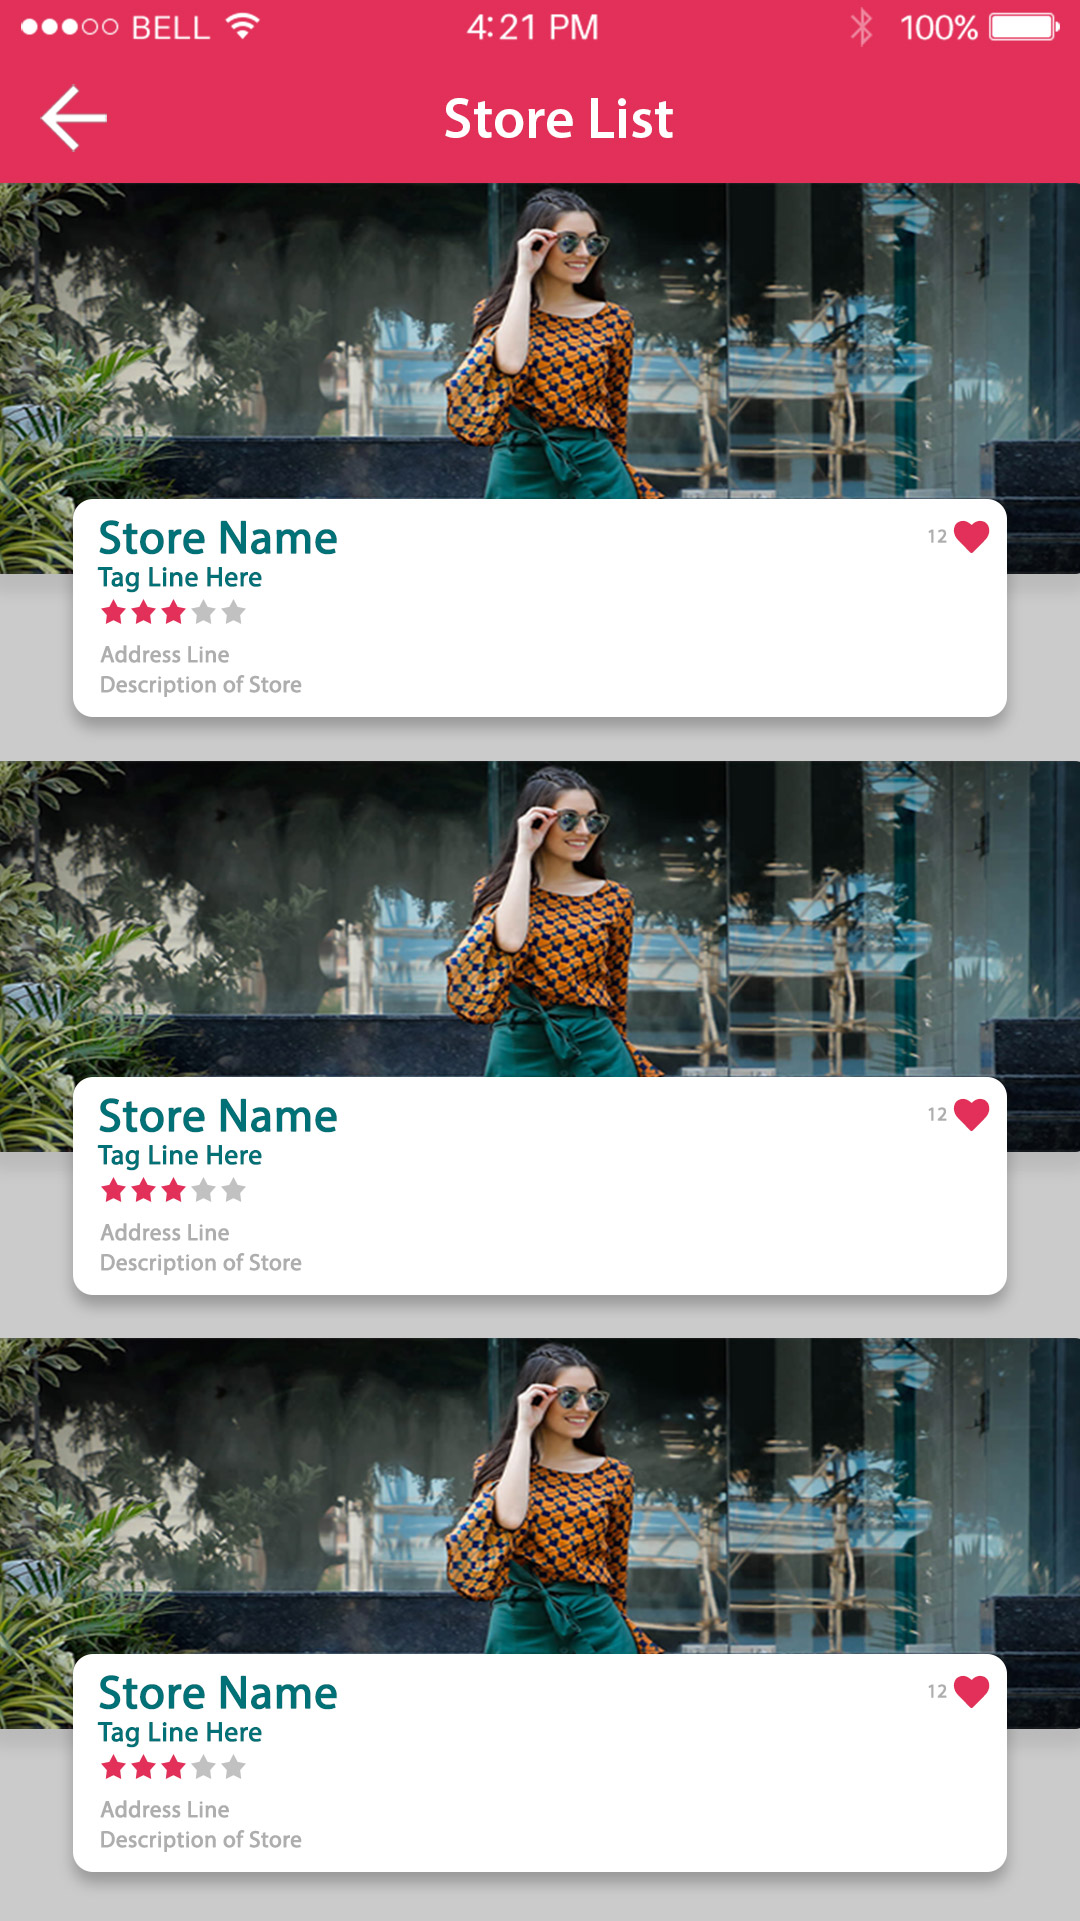 BELL 4:21 PM 100%
Store List
Store Name 12
Tag Line Here
Address Line
Description of Store
Store Name 12
Tag Line Here
Address Line
Description of Store
Store Name 12
Tag Line Here
Address Line
Description of Store